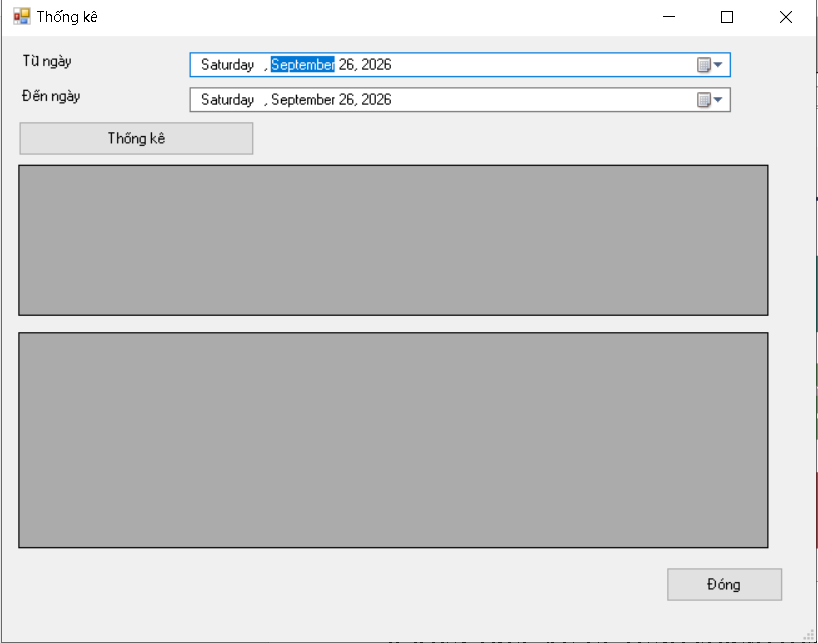 Thống kê
Từ ngày
Saturday , September 26, 2026
Đến ngày
Saturday , September 26, 2026
Thống kê
Đóng